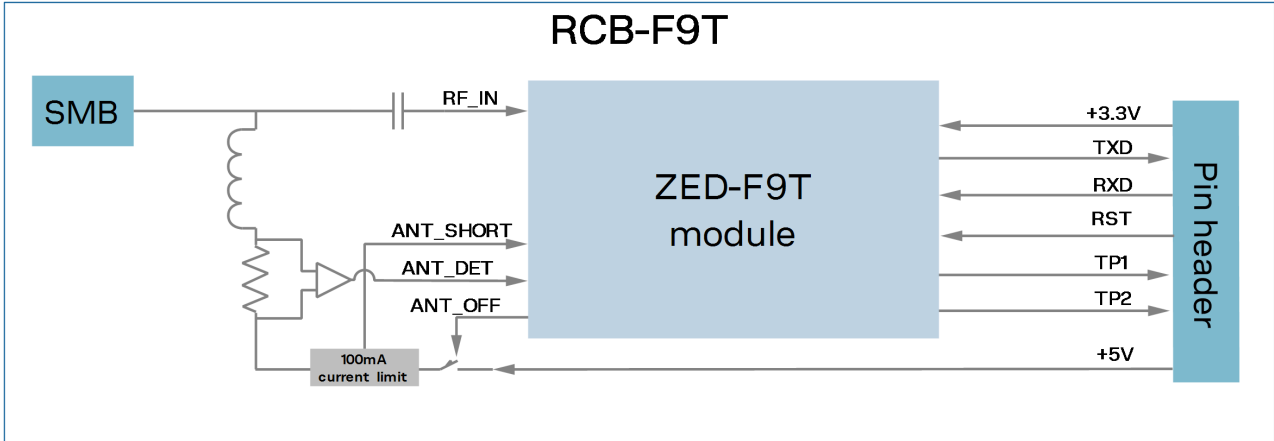 RCB-F9T
SMB
RF_IN
ZED-F9T
module
ANT_SHORT
ANT_DET
ANT_OFF
100mA
current limit
+3.3V
TXD
RXD
RST
TP1
TP2
+5V
Pin header